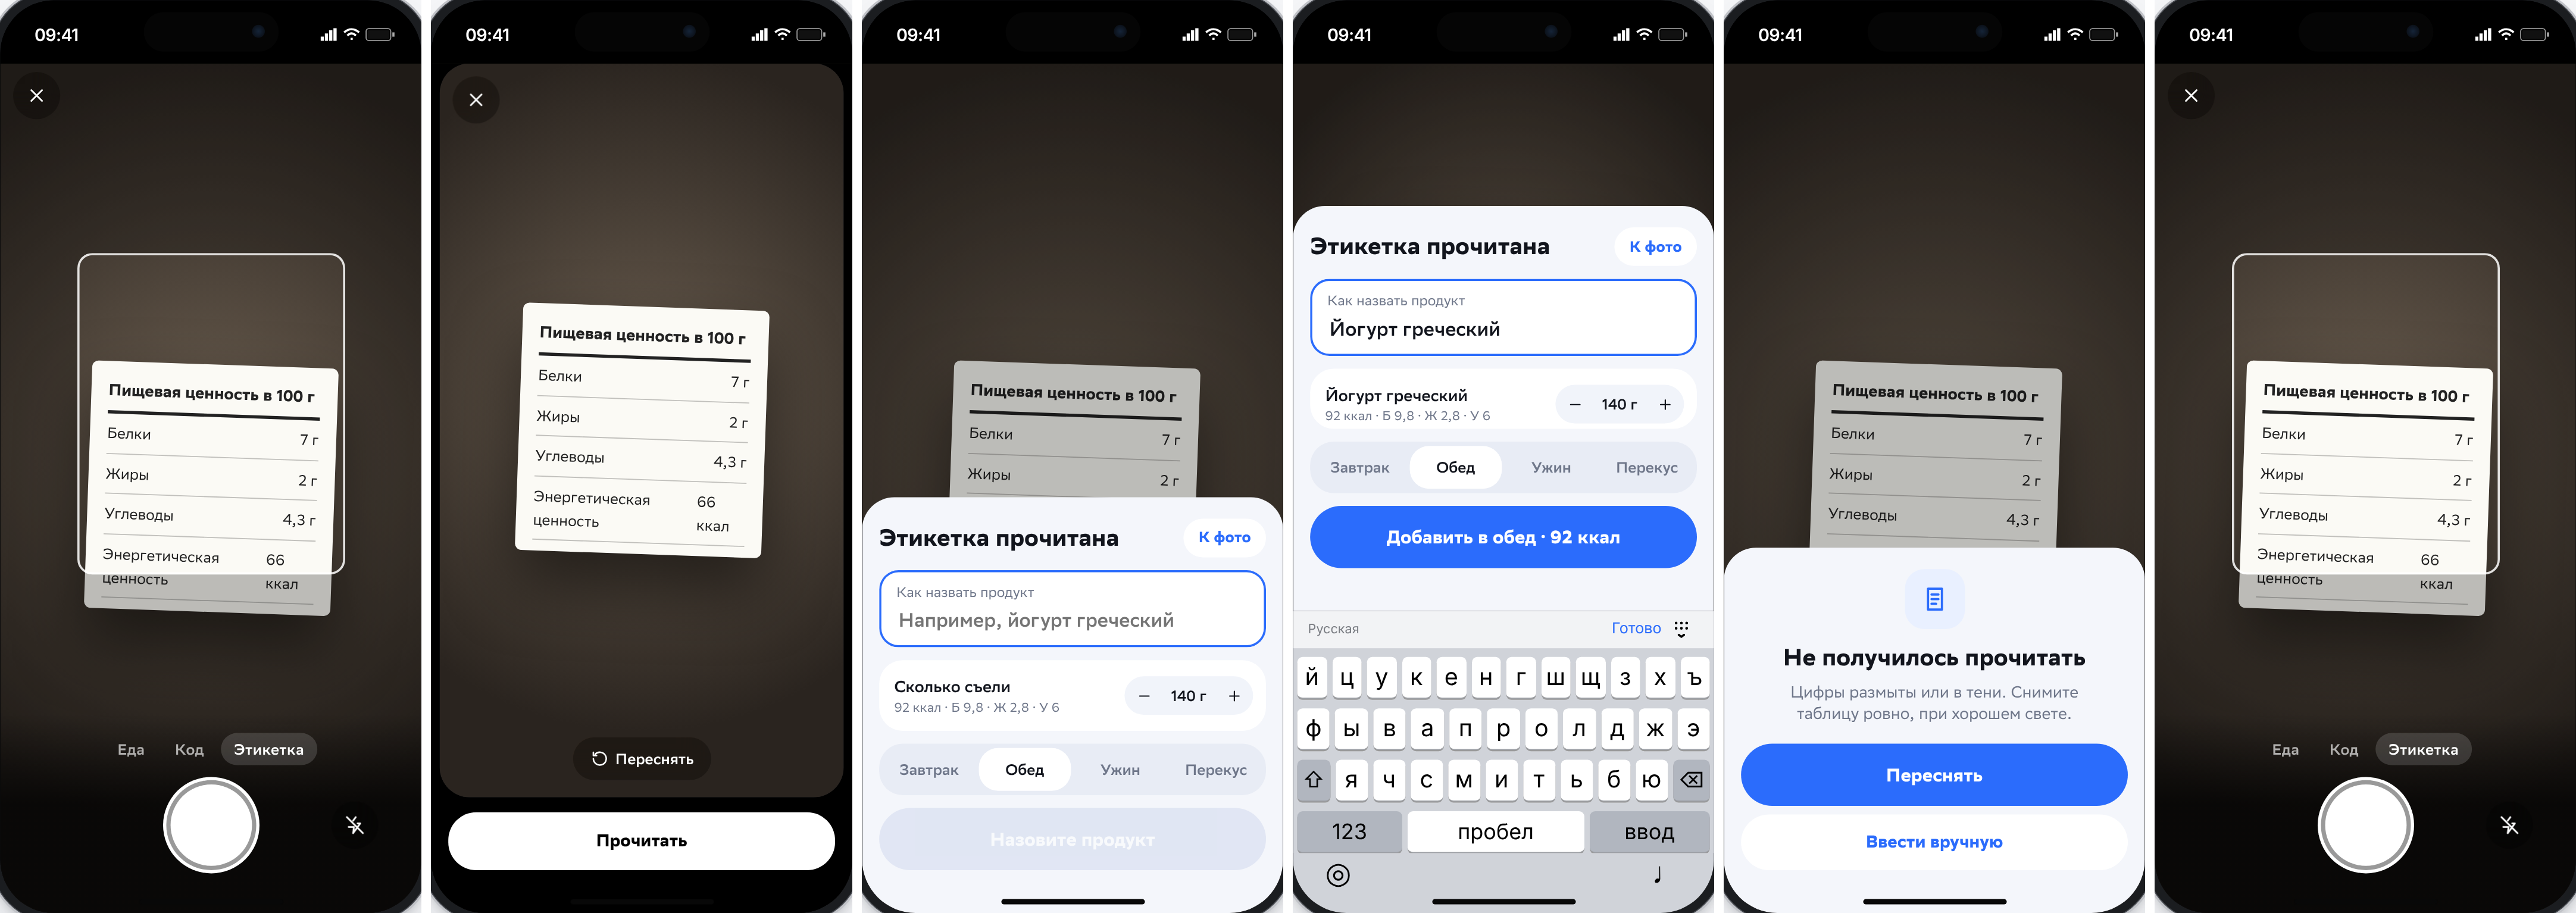 09:41
Пищевая ценность в 100 г
Белки 7 г
Жиры 2 г
Углеводы 4,3 г
Энергетическая 66
ценность ккал
Еда Код Этикетка
09:41
Пищевая ценность в 100 г
Белки 7 г
Жиры 2 г
Углеводы 4,3 г
Энергетическая 66
ценность ккал
Переснять
Прочитать
09:41
Пищевая ценность в 100 г
Белки 7 г
Жиры 2 г
Этикетка прочитана К фото
Как назвать продукт
Например, йогурт греческий
Сколько съели
92 ккал · Б 9,8 · Ж 2,8 · У 6
− 140 г +
Завтрак Обед Ужин Перекус
Назовите продукт
09:41
Этикетка прочитана К фото
Как назвать продукт
Йогурт греческий
Йогурт греческий
92 ккал · Б 9,8 · Ж 2,8 · У 6
− 140 г +
Завтрак Обед Ужин Перекус
Добавить в обед · 92 ккал
Русская Готово
й ц у к е н г ш щ з х ъ
ф ы в а п р о л д ж э
я ч с м и т ь б ю
123 пробел ввод
09:41
Пищевая ценность в 100 г
Белки 7 г
Жиры 2 г
Углеводы 4,3 г
Не получилось прочитать
Цифры размыты или в тени. Снимите
таблицу ровно, при хорошем свете.
Переснять
Ввести вручную
09:41
Пищевая ценность в 100 г
Белки 7 г
Жиры 2 г
Углеводы 4,3 г
Энергетическая 66
ценность ккал
Еда Код Этикетка